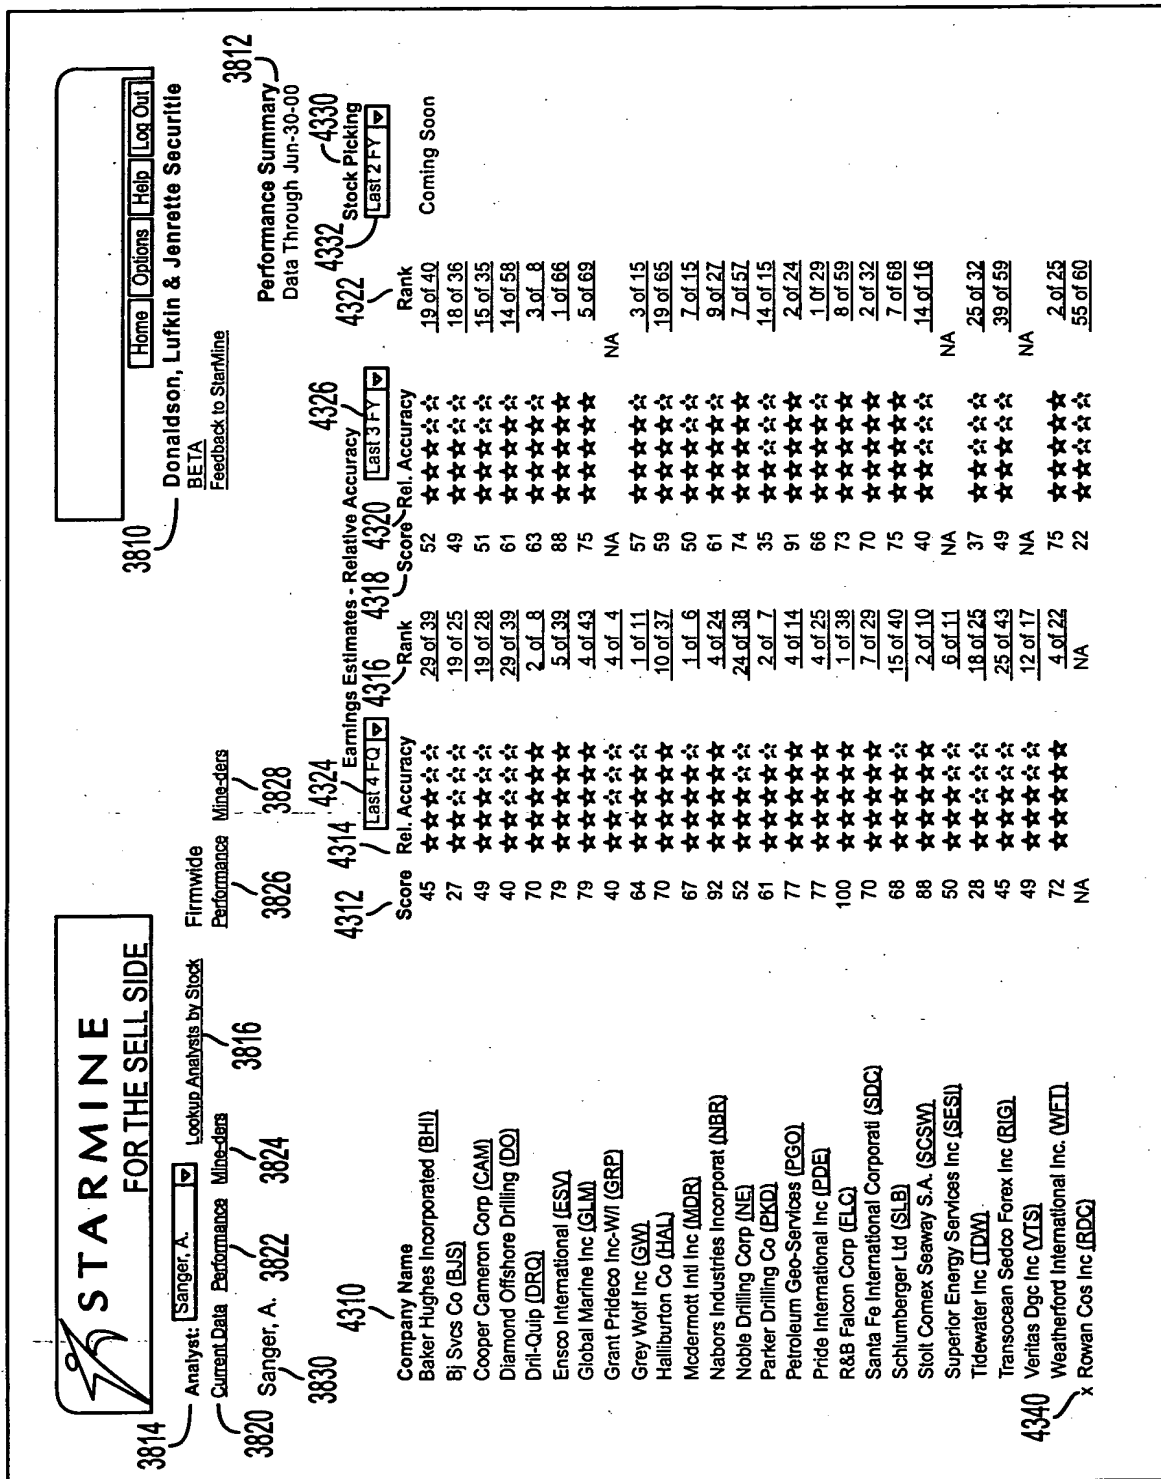 STARMINE
FOR THE SELL SIDE
Home Options Help Log Out
3810
Donaldson, Lufkin & Jenrette Securitie
BETA
Feedback to StarMine
3814
Analyst: Sanger, A. Lookup Analysts by Stock
3816
Firmwide
Current Data Performance Mine-ders Performance Mine-ders
3820 3822 3824 3826 3828
Sanger, A.
3830
Performance Summary 3812
Data Through Jun-30-00
4310 4312 4314 4324 4316 4318 4320 4326 4322 4332 4330
Earnings Estimates - Relative Accuracy Stock Picking
Last 4 FQ Last 3 FY Last 2 FY
Company Name Score Rel. Accuracy Rank Score Rel. Accuracy Rank Coming Soon
Baker Hughes Incorporated (BHI) 45 29 of 39 52 19 of 40
Bj Svcs Co (BJS) 27 19 of 25 49 18 of 36
Cooper Cameron Corp (CAM) 49 19 of 28 51 15 of 35
Diamond Offshore Drilling (DO) 40 29 of 39 61 14 of 58
Dril-Quip (DRQ) 70 2 of 8 63 3 of 8
Ensco International (ESV) 79 5 of 39 88 1 of 66
Global Marine Inc (GLM) 79 4 of 43 75 5 of 69
Grant Prideco Inc-W/I (GRP) 40 4 of 4 NA NA
Grey Wolf Inc (GW) 64 1 of 11 57 3 of 15
Halliburton Co (HAL) 70 10 of 37 59 19 of 65
Mcdermott Intl Inc (MDR) 67 1 of 6 50 7 of 15
Nabors Industries Incorporat (NBR) 92 4 of 24 61 9 of 27
Noble Drilling Corp (NE) 52 24 of 38 74 7 of 57
Parker Drilling Co (PKD) 61 2 of 7 35 14 of 15
Petroleum Geo-Services (PGO) 77 4 of 14 91 2 of 24
Pride International Inc (PDE) 77 4 of 25 66 1 0f 29
R&B Falcon Corp (FLC) 100 1 of 38 73 8 of 59
Santa Fe International Corporati (SDC) 70 7 of 29 70 2 of 32
Schlumberger Ltd (SLB) 68 15 of 40 75 7 of 68
Stolt Comex Seaway S.A. (SCSW) 88 2 of 10 40 14 of 16
Superior Energy Services Inc (SESI) 50 6 of 11 NA NA
Tidewater Inc (TDW) 28 18 of 25 37 25 of 32
Transocean Sedco Forex Inc (RIG) 45 25 of 43 49 39 of 59
Veritas Dgc Inc (VTS) 49 12 of 17 NA NA
Weatherford International Inc. (WFT) 72 4 of 22 75 2 of 25
4340 x Rowan Cos Inc (RDC) NA NA 22 55 of 60